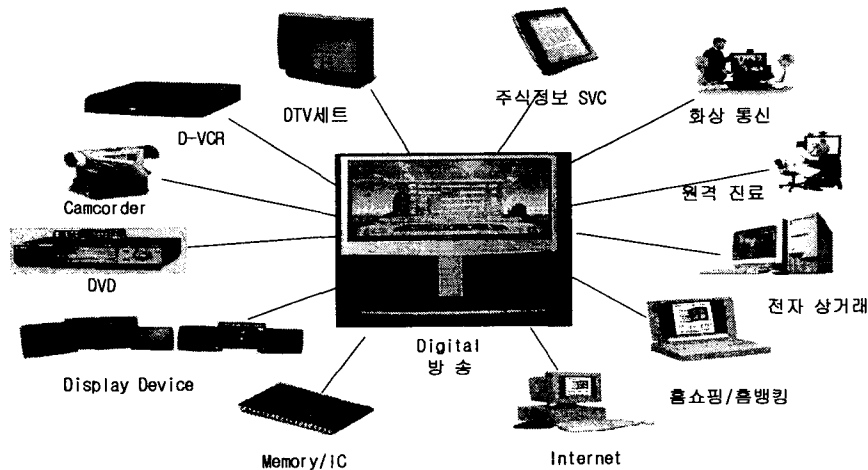 주식정보 SVC
DTV세트
화상 통신
D-VCR
원격 진료
Camcorder
DVD
전자 상거래
Digital
방 송
Display Device
홈쇼핑/홈뱅킹
Memory/IC
Internet